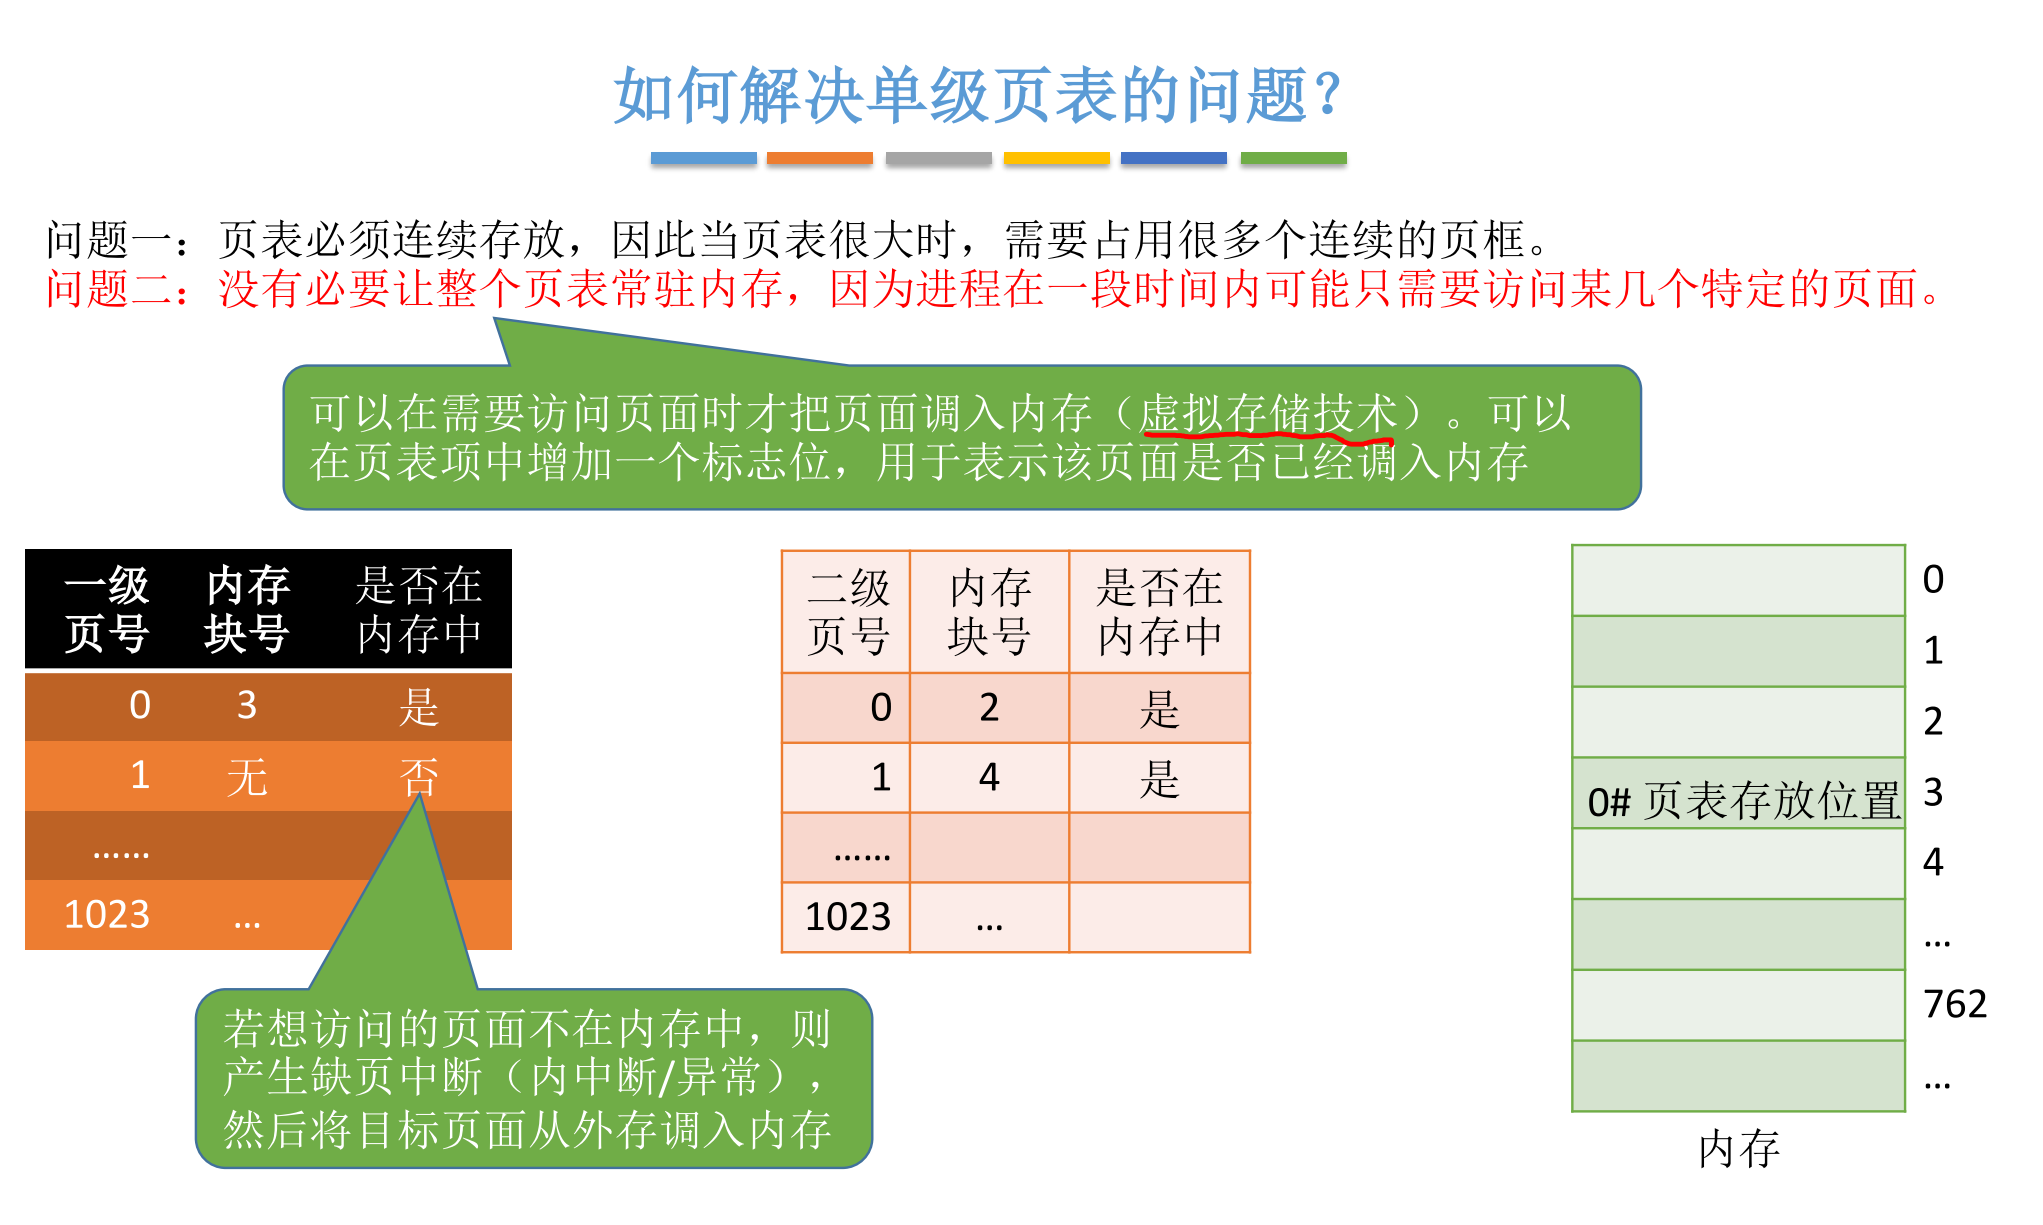 如何解决单级页表的问题？
问题一：页表必须连续存放，因此当页表很大时，需要占用很多个连续的页框。
问题二：没有必要让整个页表常驻内存，因为进程在一段时间内可能只需要访问某几个特定的页面。
可以在需要访问页面时才把页面调入内存（虚拟存储技术）。可以
在页表项中增加一个标志位，用于表示该页面是否已经调入内存
一级 内存 是否在
页号 块号 内存中
0 3 是
1 无 否
......
1023 ...
若想访问的页面不在内存中，则
产生缺页中断（内中断/异常），
然后将目标页面从外存调入内存
二级 内存 是否在
页号 块号 内存中
0 2 是
1 4 是
......
1023 ...
0
1
2
0# 页表存放位置 3
4
...
762
...
内存